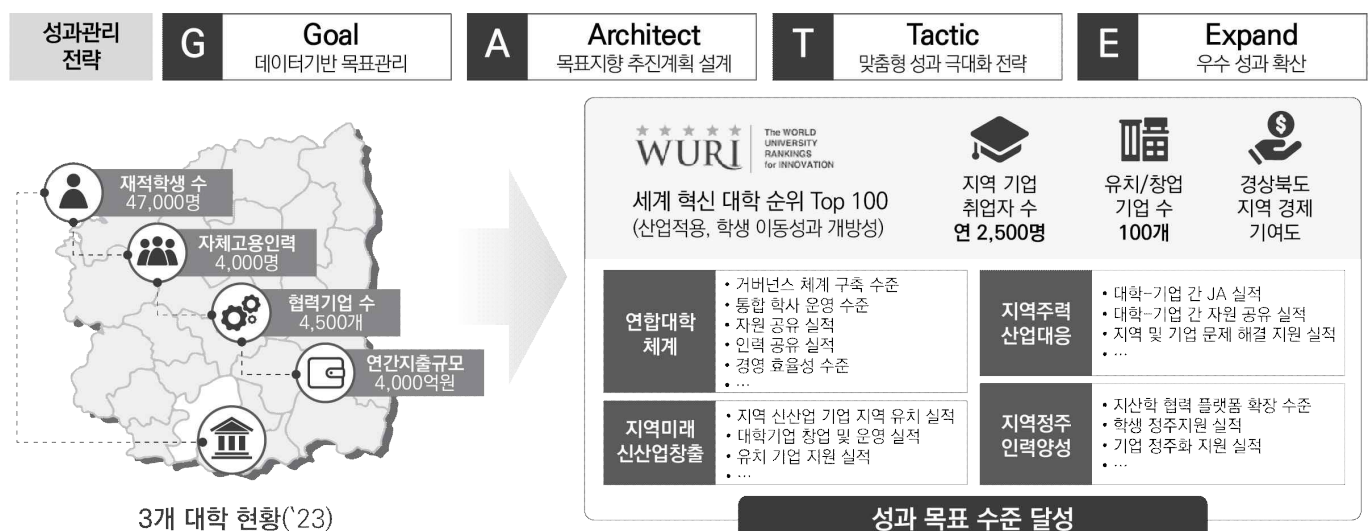 성과관리
전략
G
Goal
데이터기반 목표관리
A
Architect
목표지향 추진계획 설계
T
Tactic
맞춤형 성과 극대화 전략
E
Expand
우수 성과 확산
재적학생 수
47,000명
자체고용인력
4,000명
협력기업 수
4,500개
연간지출규모
4,000억원
3개 대학 현황(`23)
WURI
The WORLD
UNIVERSITY
RANKINGS
for INNOVATION
세계 혁신 대학 순위 Top 100
(산업적용, 학생 이동성과 개방성)
지역 기업
취업자 수
연 2,500명
유치/창업
기업 수
100개
경상북도
지역 경제
기여도
연합대학
체계
• 거버넌스 체계 구축 수준
• 통합 학사 운영 수준
• 자원 공유 실적
• 인력 공유 실적
• 경영 효율성 수준
• …
지역주력
산업대응
• 대학-기업 간 JA 실적
• 대학-기업 간 자원 공유 실적
• 지역 및 기업 문제 해결 지원 실적
• …
지역미래
신산업창출
• 지역 신산업 기업 지역 유치 실적
• 대학기업 창업 및 운영 실적
• 유치 기업 지원 실적
• …
지역정주
인력양성
• 지산학 협력 플랫폼 확장 수준
• 학생 정주지원 실적
• 기업 정주화 지원 실적
• …
성과 목표 수준 달성